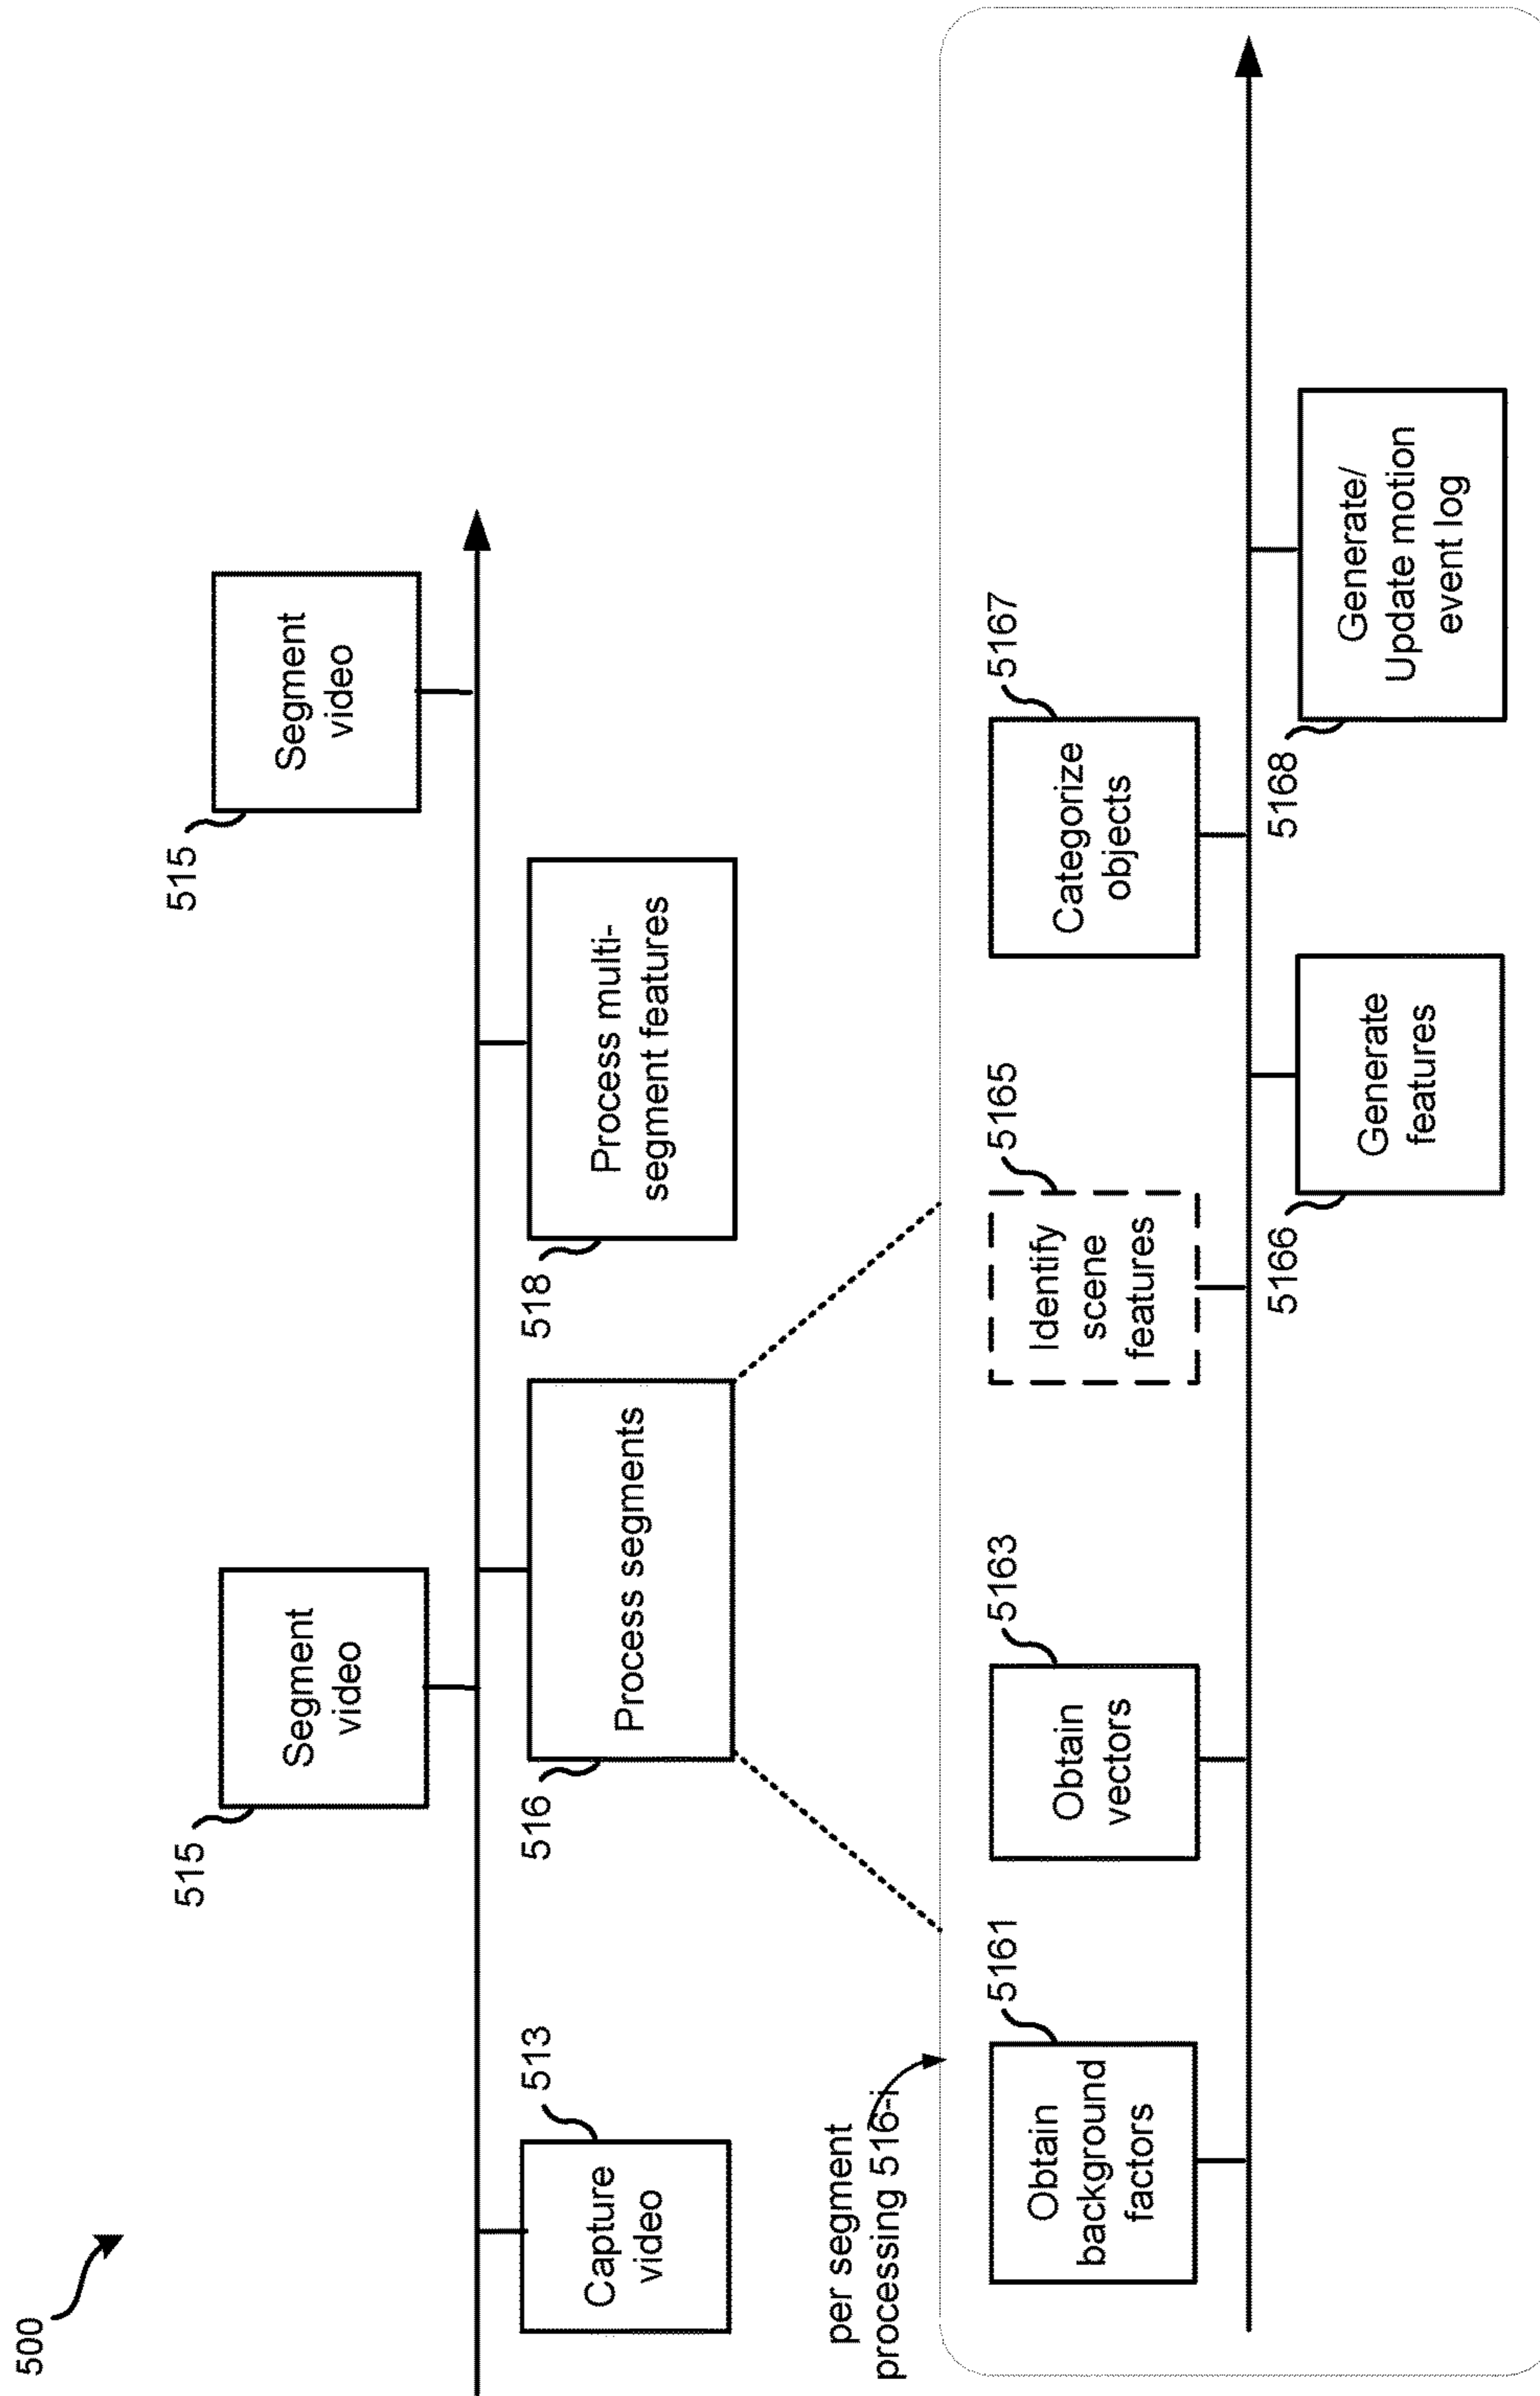 500
515
Segment
video
515
Segment
video
513
Capture
video
516
Process segments
518
Process multi-
segment features
per segment
processing 516-i
5161
Obtain
background
factors
5163
Obtain
vectors
5165
Identify
scene
features
5167
Categorize
objects
5166
Generate
features
5168
Generate/
Update motion
event log